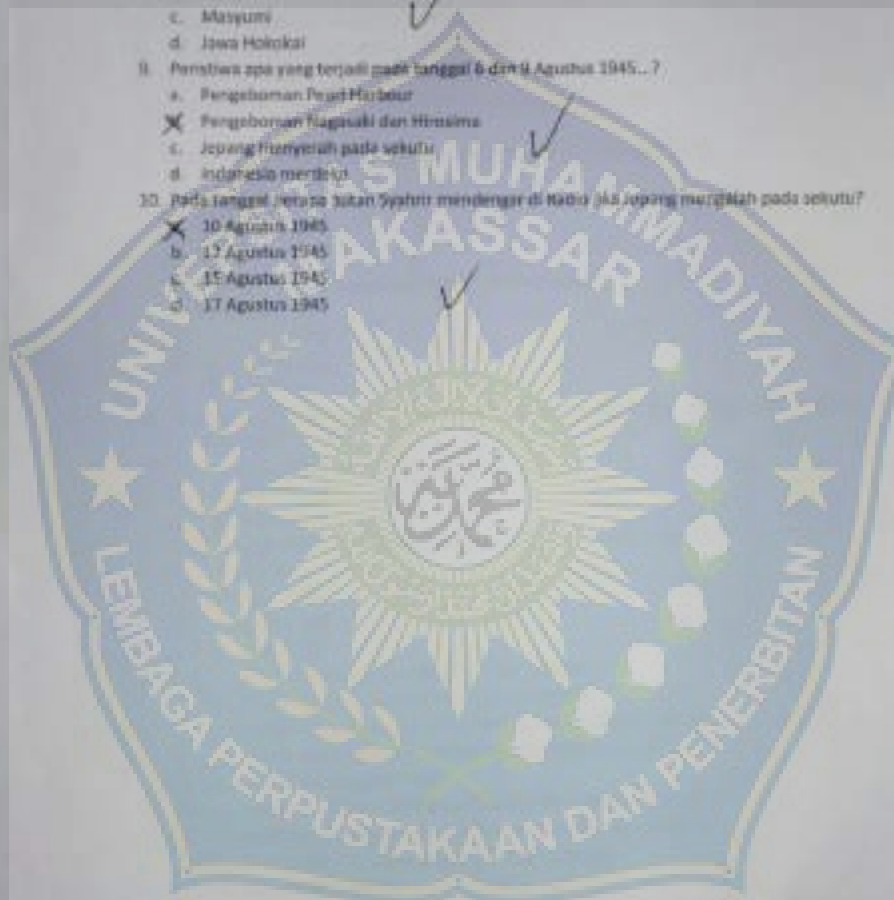 c. Masyumi
d. Jawa Hokokai
9. Peristiwa apa yang terjadi pada tanggal 6 dan 9 Agustus 1945.. ?
a. Pengeboman Pearl Harbour
Pengeboman Nagasaki dan Hirosima
c. Jepang menyerah pada sekutu
d. Indonesia merdeka
10. Pada tanggal berapa Sutan Syahrir mendengar di Radio jika Jepang mengalah pada sekutu?
10 Agustus 1945
b. 12 Agustus 1945
c. 15 Agustus 1945
d. 17 Agustus 1945
UNIVERSITAS MUHAMMADIYAH
MAKASSAR
محمدية
LEMBAGA PERPUSTAKAAN DAN PENERBITAN